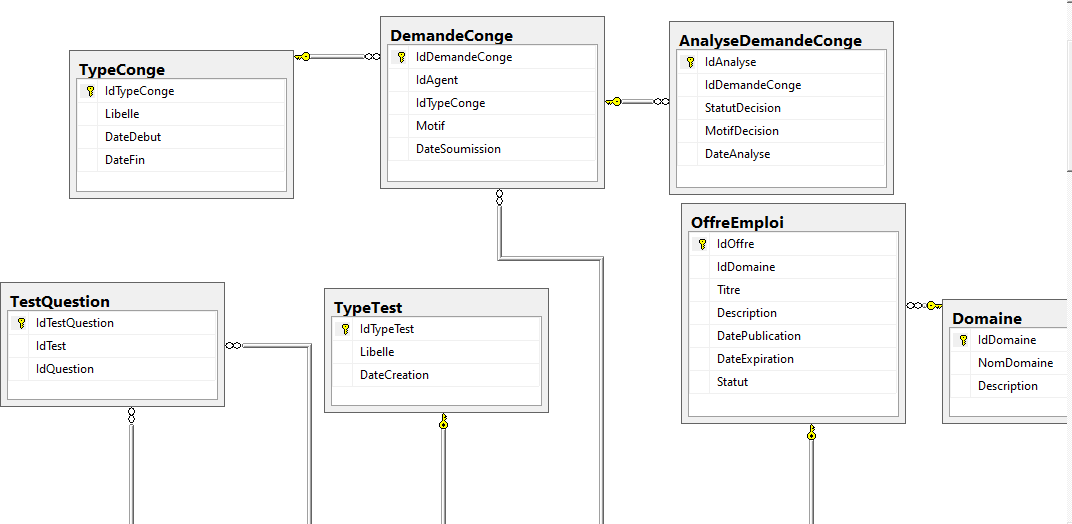 TypeConge
IdTypeConge
Libelle
DateDebut
DateFin
DemandeConge
IdDemandeConge
IdAgent
IdTypeConge
Motif
DateSoumission
AnalyseDemandeConge
IdAnalyse
IdDemandeConge
StatutDecision
MotifDecision
DateAnalyse
OffreEmploi
IdOffre
IdDomaine
Titre
Description
DatePublication
DateExpiration
Statut
Domaine
IdDomaine
NomDomaine
Description
TestQuestion
IdTestQuestion
IdTest
IdQuestion
TypeTest
IdTypeTest
Libelle
DateCreation